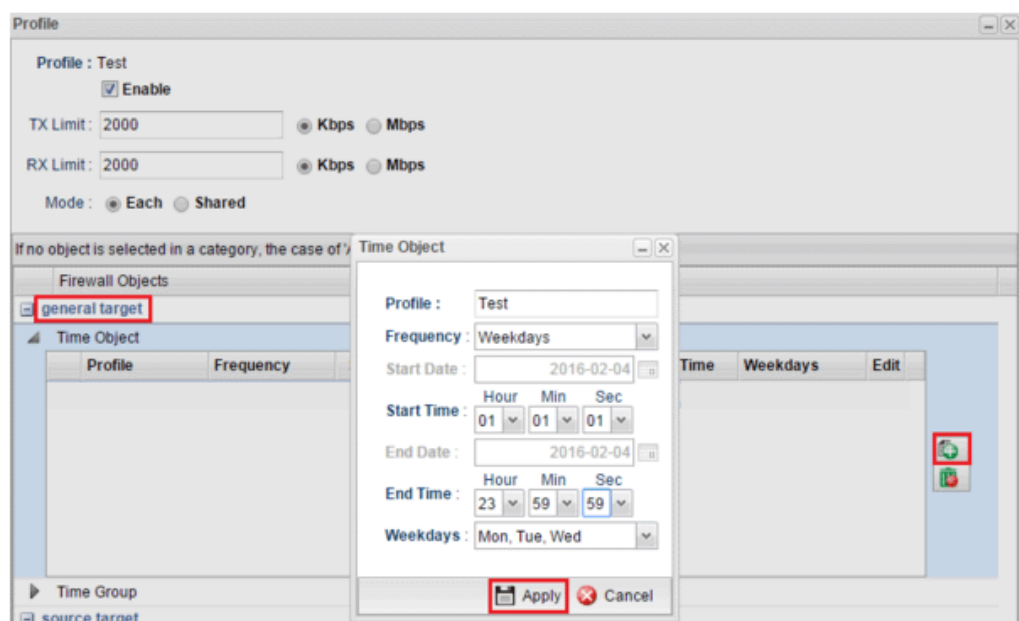 Profile
Profile : Test
Enable
TX Limit : 2000 Kbps Mbps
RX Limit : 2000 Kbps Mbps
Mode : Each Shared
If no object is selected in a category, the case of '
Firewall Objects
general target
Time Object
Profile Frequency Time Weekdays Edit
Time Group
source target
Time Object
Profile : Test
Frequency : Weekdays
Start Date : 2016-02-04
Hour Min Sec
Start Time : 01 01 01
End Date : 2016-02-04
Hour Min Sec
End Time : 23 59 59
Weekdays : Mon, Tue, Wed
Apply Cancel